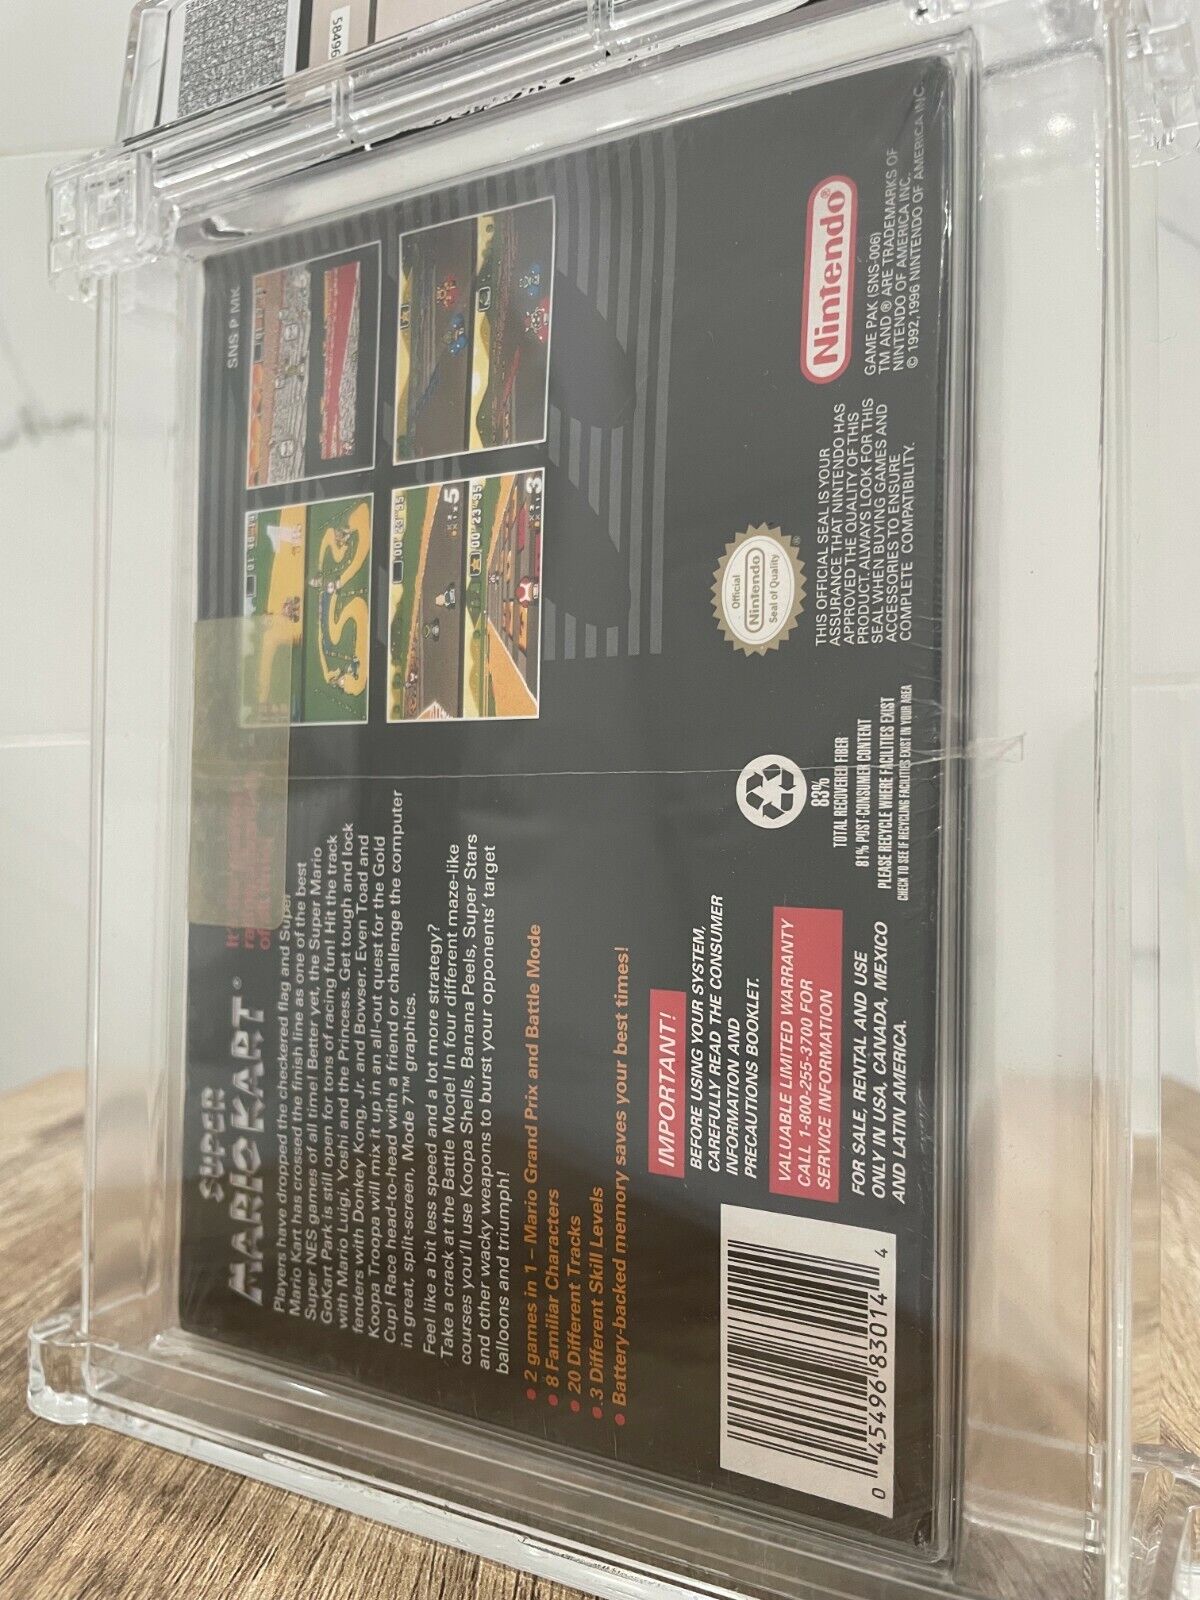 58496
SNS P MK
SUPER
MARIO KART®
Players have dropped the checkered flag and Super
Mario Kart has crossed the finish line as one of the best
Super NES games of all time! Better yet, the Super Mario
GoKart Park is still open for tons of racing fun! Hit the track
with Mario Luigi, Yoshi and the Princess. Get tough and lock
fenders with Donkey Kong, Jr. and Bowser. Even Toad and
Koopa Troopa will mix it up in an all-out quest for the Gold
Cup! Race head-to-head with a friend or challenge the computer
in great, split-screen, Mode 7™ graphics.
Feel like a bit less speed and a lot more strategy?
Take a crack at the Battle Mode! In four different maze-like
courses you'll use Koopa Shells, Banana Peels, Super Stars
and other wacky weapons to burst your opponents' target
balloons and triumph!
• 2 games in 1 – Mario Grand Prix and Battle Mode
• 8 Familiar Characters
• 20 Different Tracks
• 3 Different Skill Levels
• Battery-backed memory saves your best times!
00'23"95
5
00'23"95
3
IMPORTANT!
BEFORE USING YOUR SYSTEM,
CAREFULLY READ THE CONSUMER
INFORMATION AND
PRECAUTIONS BOOKLET.
VALUABLE LIMITED WARRANTY
CALL 1-800-255-3700 FOR
SERVICE INFORMATION
FOR SALE, RENTAL AND USE
ONLY IN USA, CANADA, MEXICO
AND LATIN AMERICA.
0 45496 83014 4
83%
TOTAL RECOVERED FIBER
81% POST-CONSUMER CONTENT
PLEASE RECYCLE WHERE FACILITIES EXIST
CHECK TO SEE IF RECYCLING FACILITIES EXIST IN YOUR AREA
Official
Nintendo
Seal of Quality
®
THIS OFFICIAL SEAL IS YOUR
ASSURANCE THAT NINTENDO HAS
APPROVED THE QUALITY OF THIS
PRODUCT. ALWAYS LOOK FOR THIS
SEAL WHEN BUYING GAMES AND
ACCESSORIES TO ENSURE
COMPLETE COMPATIBILITY.
Nintendo®
GAME PAK (SNS-006)
TM AND ® ARE TRADEMARKS OF
NINTENDO OF AMERICA INC.
© 1992, 1996 NINTENDO OF AMERICA INC.